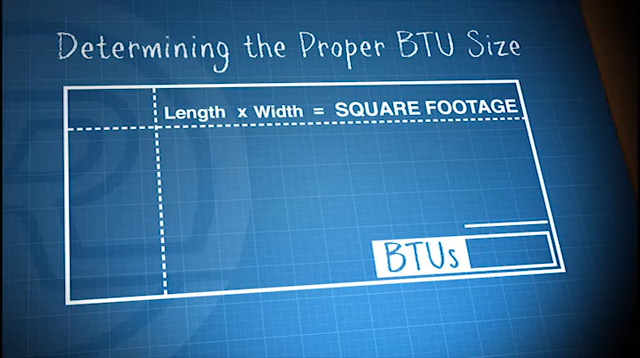 Determining the Proper BTU Size
Length x Width = SQUARE FOOTAGE
BTUs